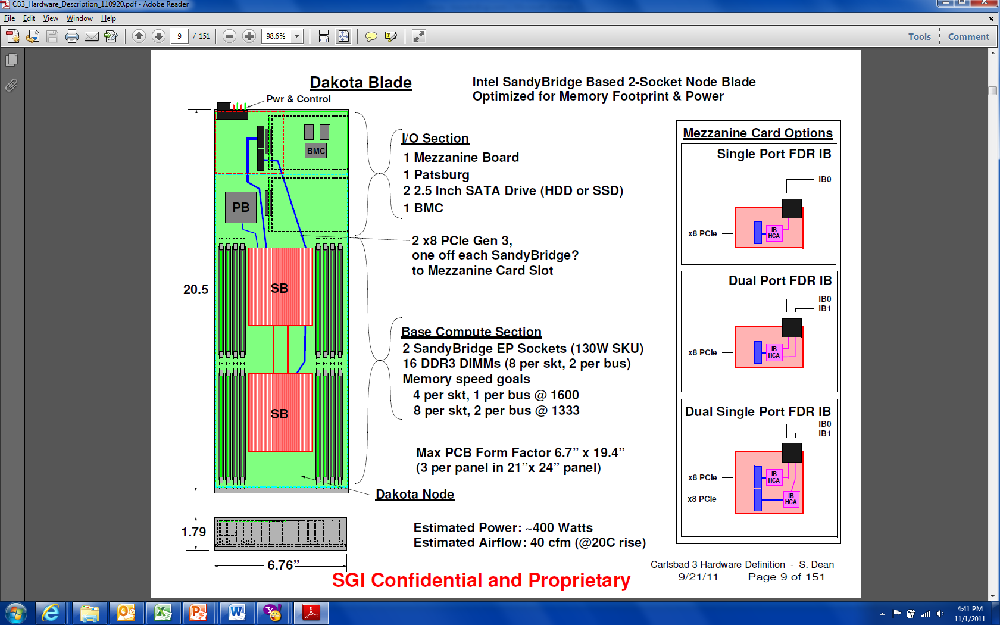 CB3_Hardware_Description_110920.pdf - Adobe Reader
File Edit View Window Help
9 / 151
98.6%
Tools Comment
Dakota Blade
Intel SandyBridge Based 2-Socket Node Blade
Optimized for Memory Footprint & Power
Pwr & Control
BMC
PB
SB
SB
20.5
1.79
6.76”
I/O Section
1 Mezzanine Board
1 Patsburg
2 2.5 Inch SATA Drive (HDD or SSD)
1 BMC
2 x8 PCIe Gen 3,
one off each SandyBridge?
to Mezzanine Card Slot
Base Compute Section
2 SandyBridge EP Sockets (130W SKU)
16 DDR3 DIMMs (8 per skt, 2 per bus)
Memory speed goals
4 per skt, 1 per bus @ 1600
8 per skt, 2 per bus @ 1333
Max PCB Form Factor 6.7” x 19.4”
(3 per panel in 21”x 24” panel)
Dakota Node
Estimated Power: ~400 Watts
Estimated Airflow: 40 cfm (@20C rise)
Mezzanine Card Options
Single Port FDR IB
IB0
x8 PCIe
IB
HCA
Dual Port FDR IB
IB0
IB1
x8 PCIe
IB
HCA
Dual Single Port FDR IB
IB0
IB1
x8 PCIe
IB
HCA
x8 PCIe
IB
HCA
Carlsbad 3 Hardware Definition - S. Dean
9/21/11 Page 9 of 151
SGI Confidential and Proprietary
4:41 PM
11/1/2011